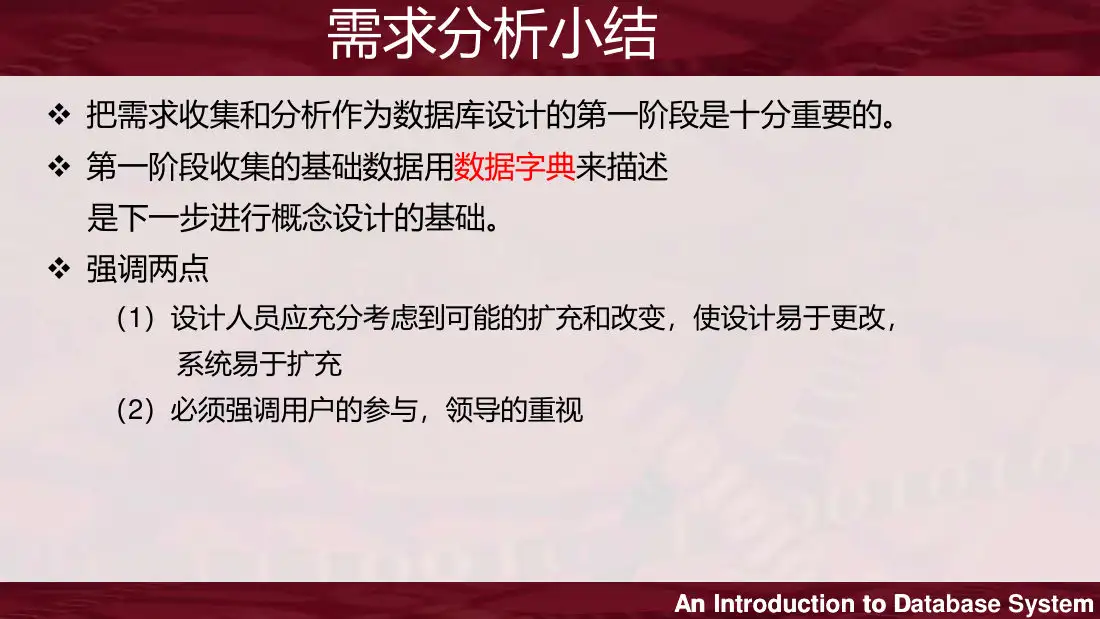 需求分析小结
❖ 把需求收集和分析作为数据库设计的第一阶段是十分重要的。
❖ 第一阶段收集的基础数据用数据字典来描述
是下一步进行概念设计的基础。
❖ 强调两点
（1）设计人员应充分考虑到可能的扩充和改变，使设计易于更改，
系统易于扩充
（2）必须强调用户的参与，领导的重视
An Introduction to Database System